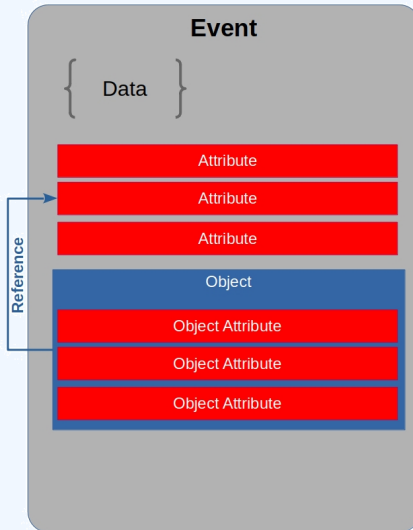 Event
{ Data }
Attribute
Attribute
Attribute
Reference
Object
Object Attribute
Object Attribute
Object Attribute